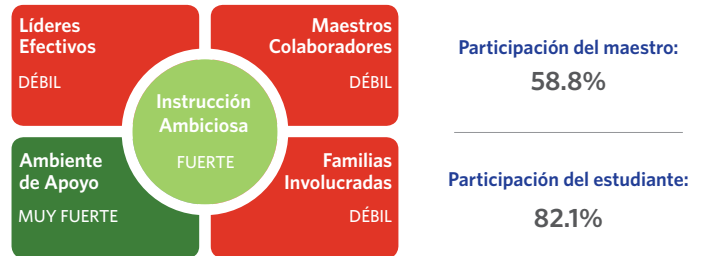 Líderes
Efectivos
DÉBIL
Maestros
Colaboradores
DÉBIL
Instrucción
Ambiciosa
FUERTE
Ambiente
de Apoyo
MUY FUERTE
Familias
Involucradas
DÉBIL
Participación del maestro:
58.8%
Participación del estudiante:
82.1%